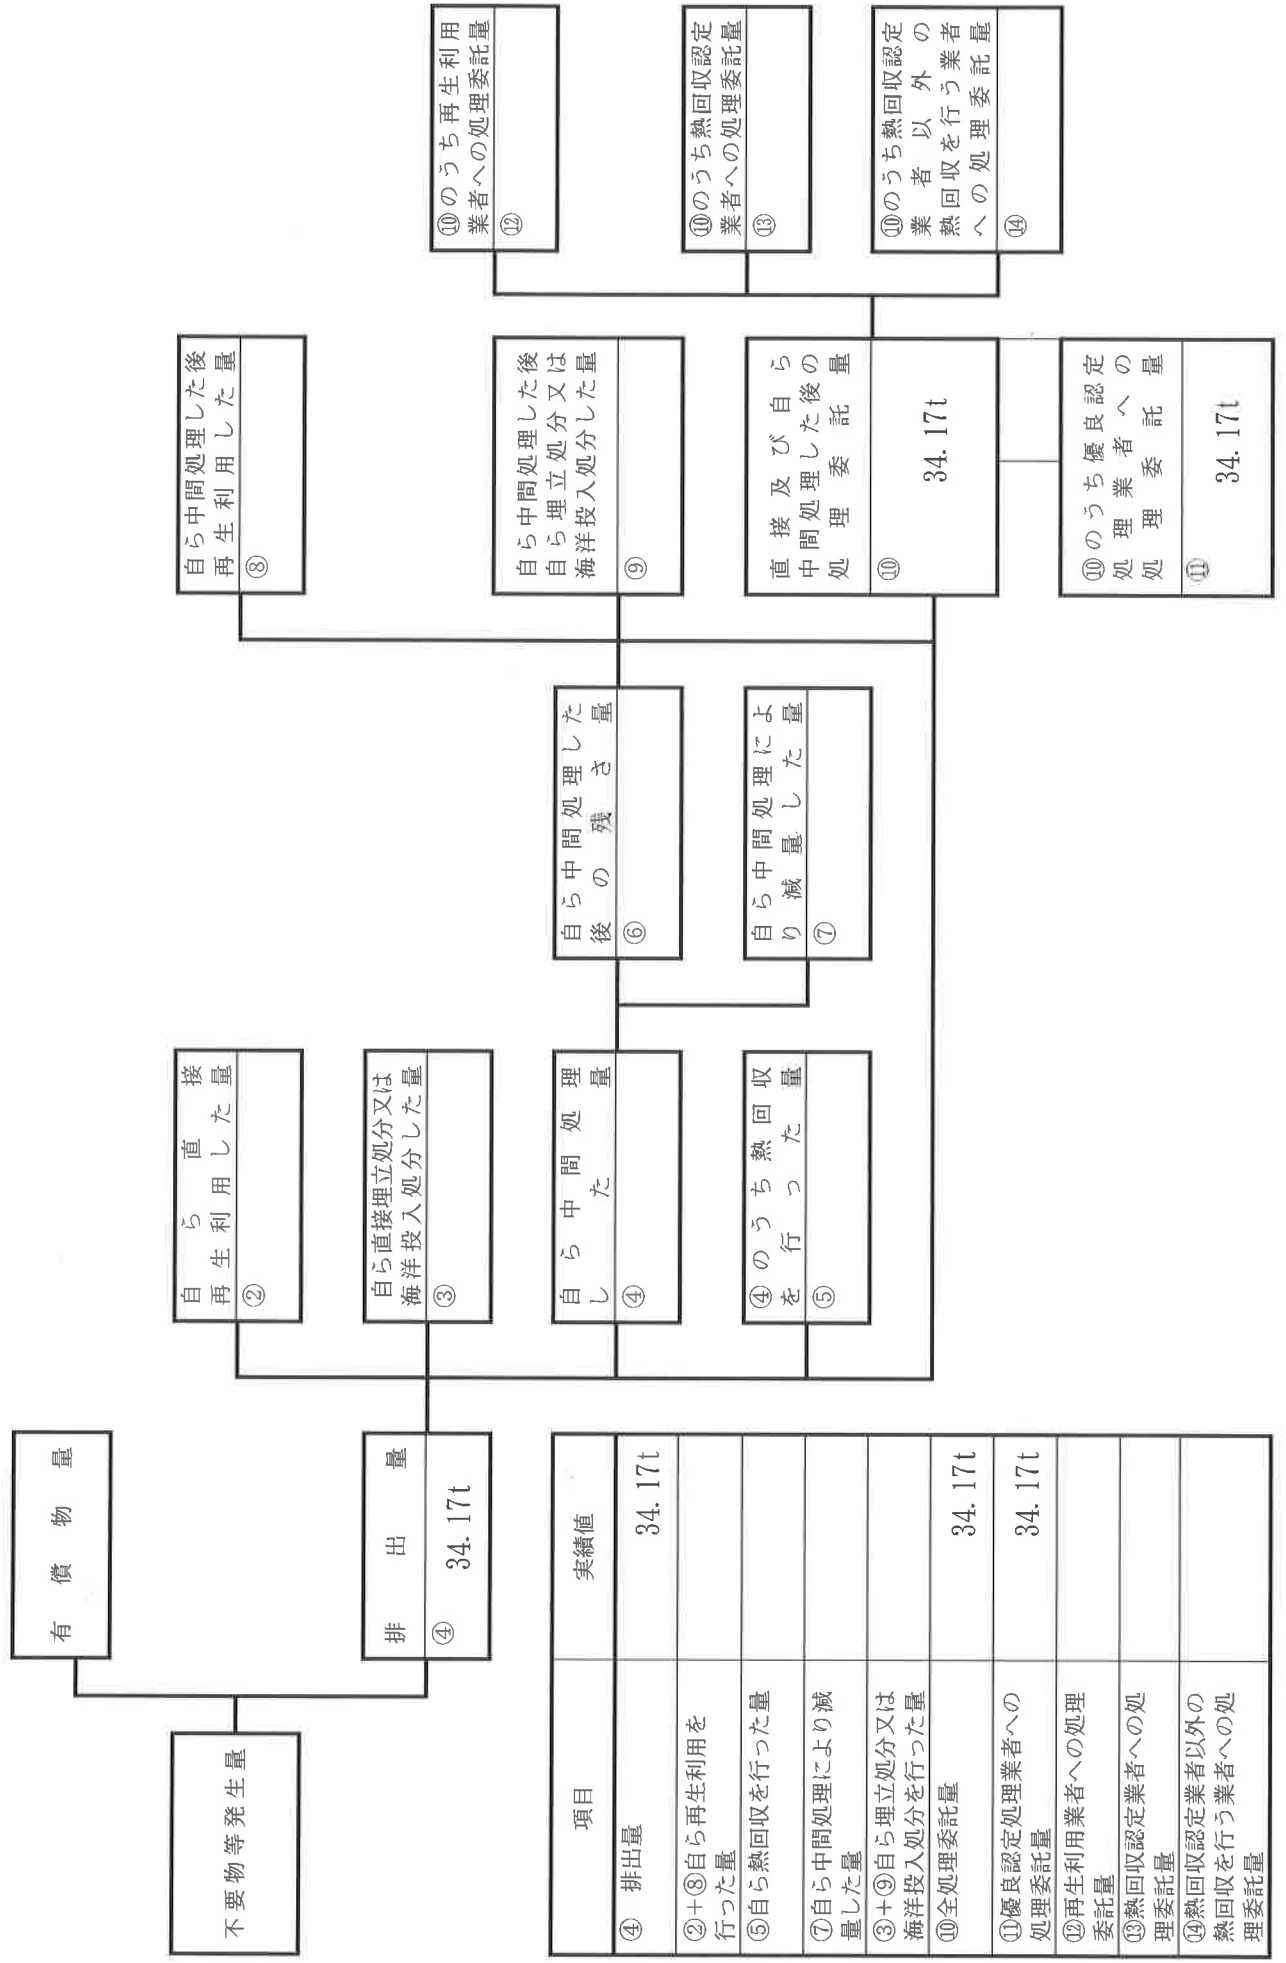 不要物等発生量
有償物量
排出量
④
34.17t
自ら直接
再生利用した量
②
自ら直接埋立処分又は
海洋投入処分した量
③
自ら中間処理
した量
④
④のうち熱回収
を行った量
⑤
自ら中間処理した
後の残さ量
⑥
自ら中間処理によ
り減量した量
⑦
自ら中間処理した後
再生利用した量
⑧
自ら中間処理した後
自ら埋立処分又は
海洋投入処分した量
⑨
直接及び自ら
中間処理した後の
処理委託量
⑩
34.17t
⑩のうち優良認定
処理業者への
処理委託量
⑪
34.17t
⑩のうち再生利用
業者への処理委託量
⑫
⑩のうち熱回収認定
業者への処理委託量
⑬
⑩のうち熱回収認定
業者以外の
熱回収を行う業者
への処理委託量
⑭
項目
実績値
④ 排出量
34.17t
②+⑧自ら再生利用を
行った量
⑤自ら熱回収を行った量
⑦自ら中間処理により減
量した量
③+⑨自ら埋立処分又は
海洋投入処分を行った量
⑩全処理委託量
34.17t
⑪優良認定処理業者への
処理委託量
34.17t
⑫再生利用業者への処理
委託量
⑬熱回収認定業者への処
理委託量
⑭熱回収認定業者以外の
熱回収を行う業者への処
理委託量